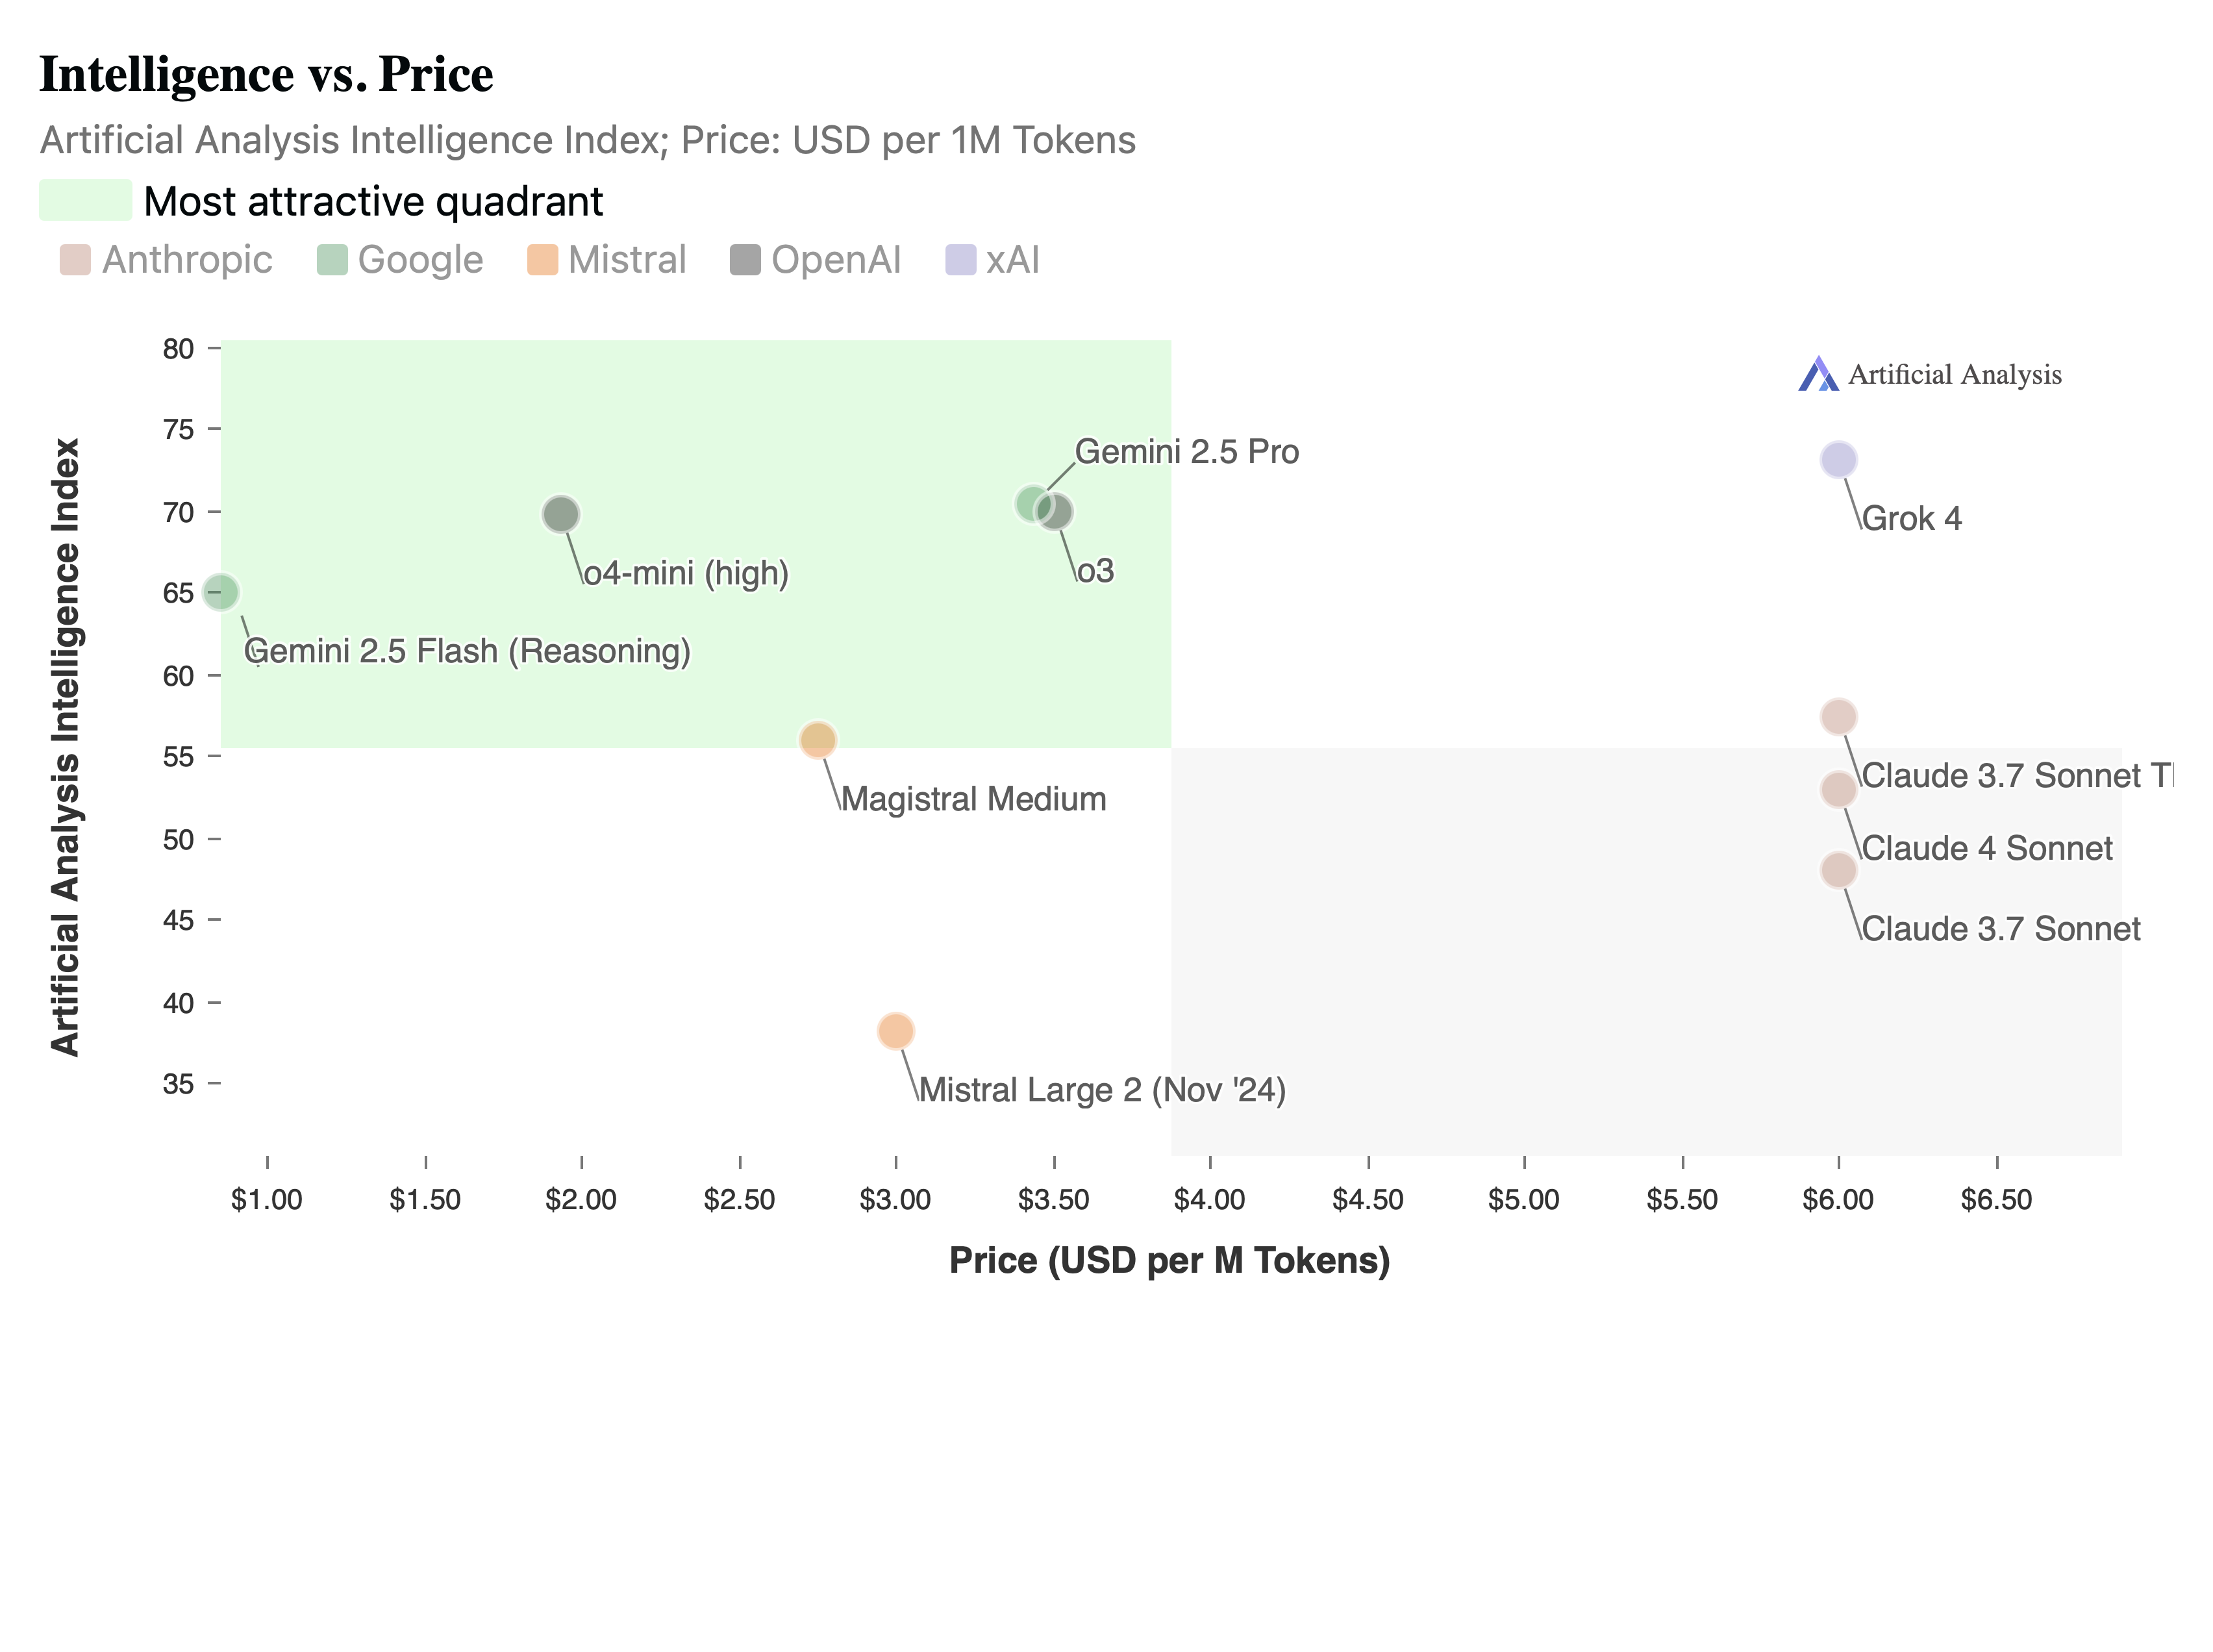 Intelligence vs. Price
Artificial Analysis Intelligence Index; Price: USD per 1M Tokens
Most attractive quadrant
Anthropic Google Mistral OpenAI xAI
80
Artificial Analysis
75
Gemini 2.5 Pro
70
Grok 4
o4-mini (high)
o3
65
Gemini 2.5 Flash (Reasoning)
60
55
Claude 3.7 Sonnet
Magistral Medium
50
Claude 4 Sonnet
45
Claude 3.7 Sonnet
40
35
Mistral Large 2 (Nov '24)
Artificial Analysis Intelligence Index
$1.00 $1.50 $2.00 $2.50 $3.00 $3.50 $4.00 $4.50 $5.00 $5.50 $6.00 $6.50
Price (USD per M Tokens)